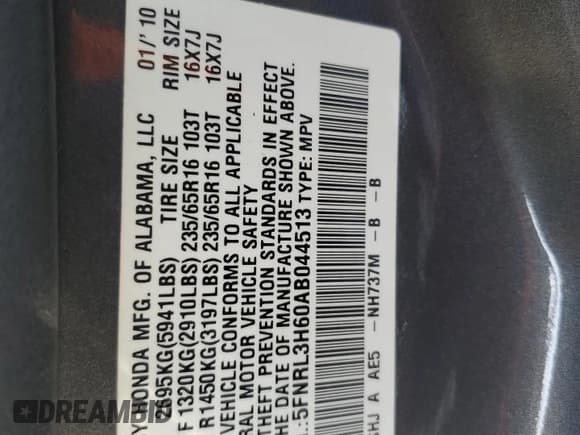 Y HONDA MFG. OF ALABAMA, LLC 01/'10
2695KG(5941LBS) TIRE SIZE RIM SIZE
F 1320KG(2910LBS) 235/65R16 103T 16X7J
R1450KG(3197LBS) 235/65R16 103T 16X7J
VEHICLE CONFORMS TO ALL APPLICABLE
RAL MOTOR VEHICLE SAFETY
THEFT PREVENTION STANDARDS IN EFFECT
HE DATE OF MANUFACTURE SHOWN ABOVE.
.:5FNRL3H60AB044513 TYPE: MPV
HJ A AE5 -NH737M -B -B
© DREAMBID